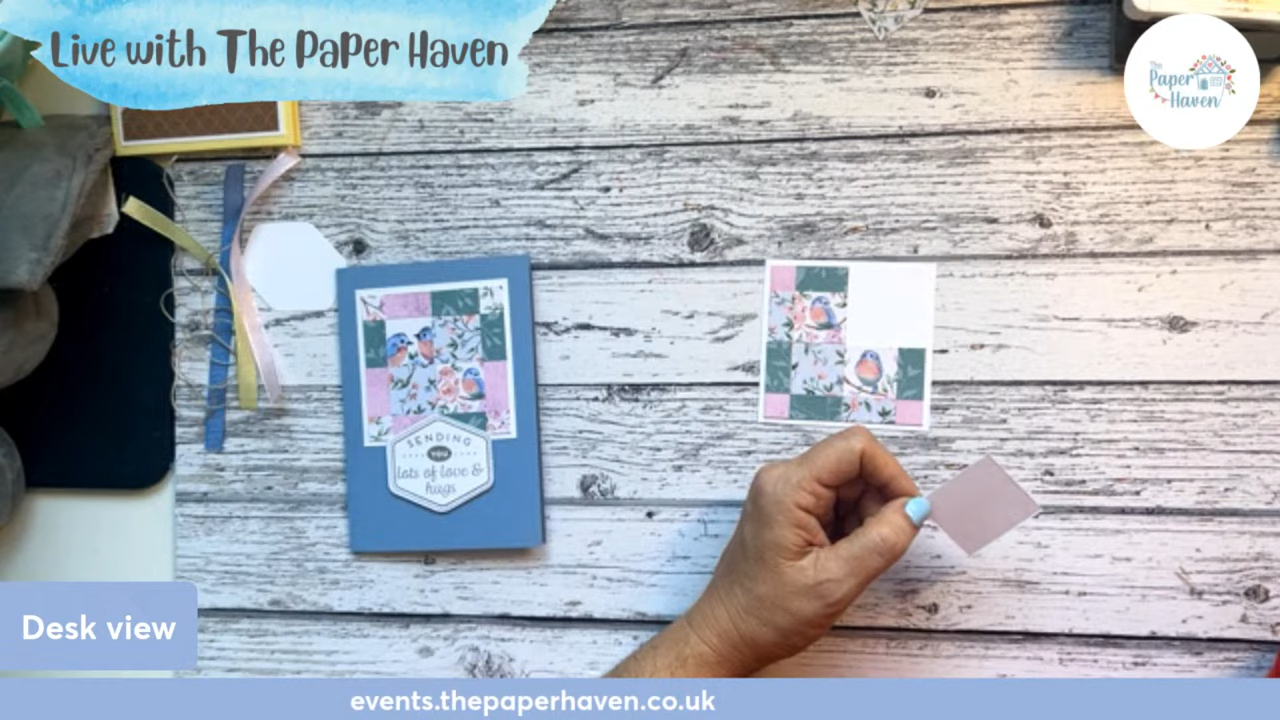 Live with The Paper Haven
The
Paper
Haven
SENDING
YOU
lots of love &
hugs
Desk view
events.thepaperhaven.co.uk